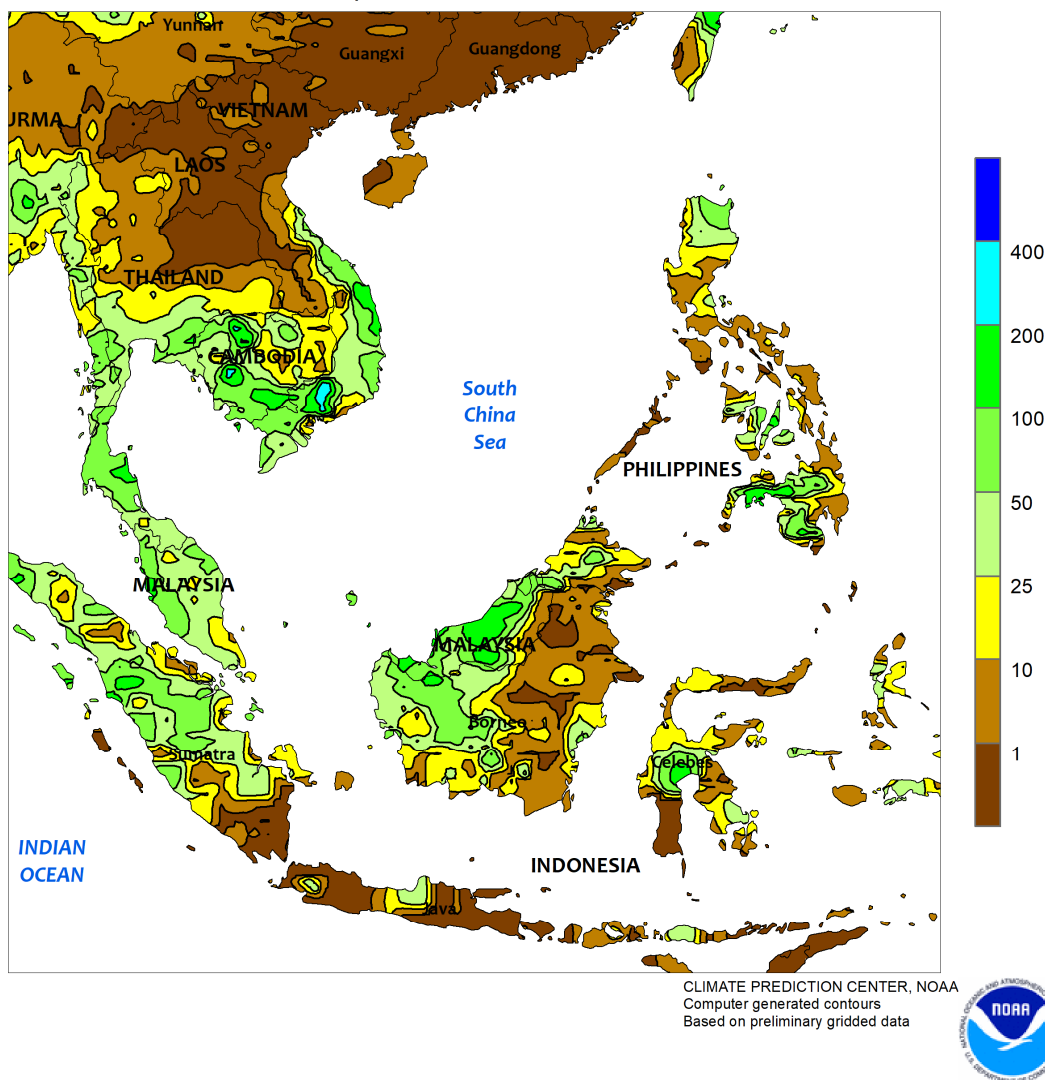 Yunnan
Guangxi
Guangdong
URMA
VIETNAM
LAOS
THAILAND
CAMBODIA
South
China
Sea
PHILIPPINES
MALAYSIA
MALAYSIA
Borneo
Sumatra
Celebes
INDIAN
OCEAN
INDONESIA
Java
400
200
100
50
25
10
1
CLIMATE PREDICTION CENTER, NOAA
Computer generated contours
Based on preliminary gridded data
NOAA